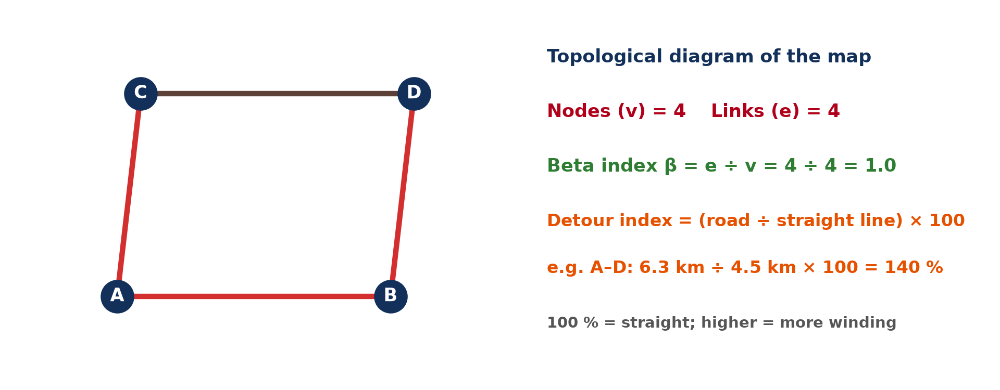 Topological diagram of the map
C
D
Nodes (v) = 4 Links (e) = 4
Beta index β = e ÷ v = 4 ÷ 4 = 1.0
Detour index = (road ÷ straight line) × 100
e.g. A–D: 6.3 km ÷ 4.5 km × 100 = 140 %
A
B
100 % = straight; higher = more winding